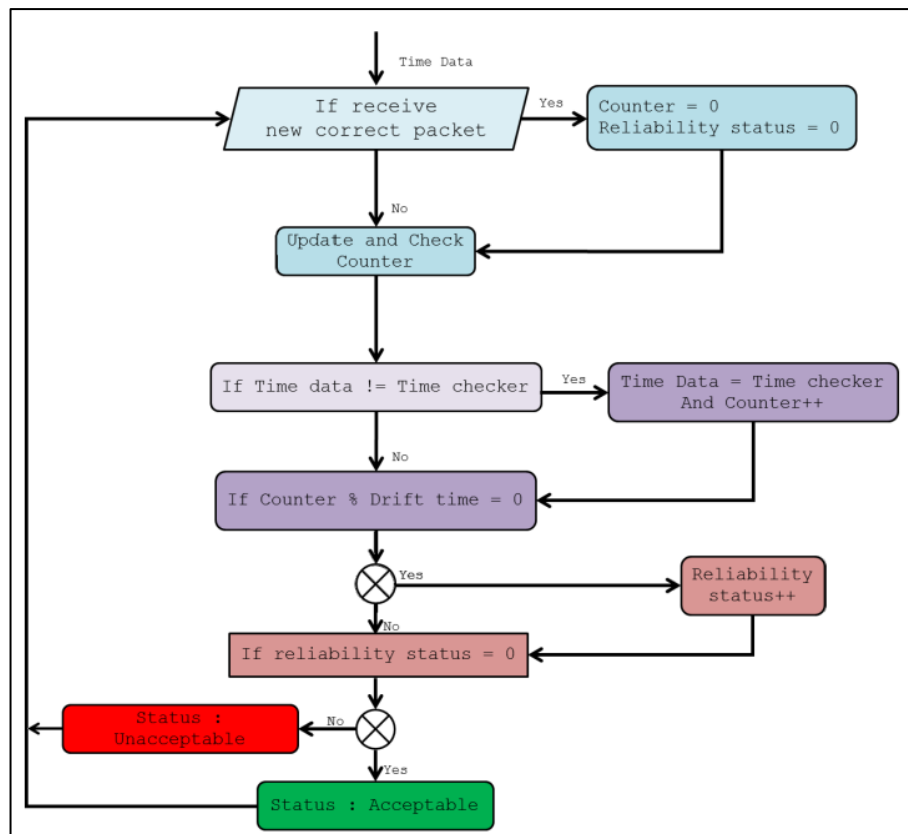 Time Data
If receive
new correct packet
Yes
Counter = 0
Reliability status = 0
No
Update and Check
Counter
If Time data != Time checker
Yes
Time Data = Time checker
And Counter++
No
If Counter % Drift time = 0
Yes
Reliability
status++
No
If reliability status = 0
Status :
Unacceptable
No
Yes
Status : Acceptable